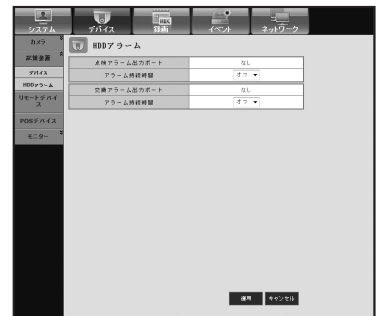 システム
デバイス
REC
録画
イベント
ネットワーク
カメラ
記憶装置
デバイス
HDDアラーム
リモートデバイ
ス
POSデバイス
モニター
HDDアラーム
点検アラーム出力ポート
なし
アラーム持続時間
オフ
交換アラーム出力ポート
なし
アラーム持続時間
オフ
適用
キャンセル